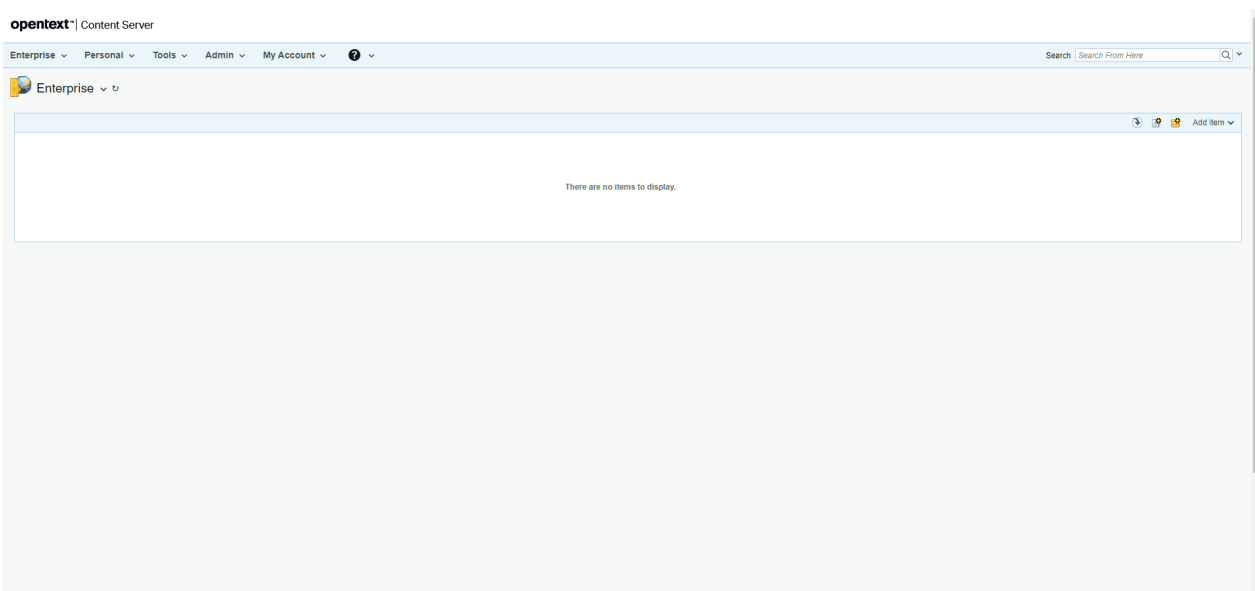 opentext™ | Content Server
Enterprise Personal Tools Admin My Account ? Search Search From Here
Enterprise
Add Item
There are no items to display.